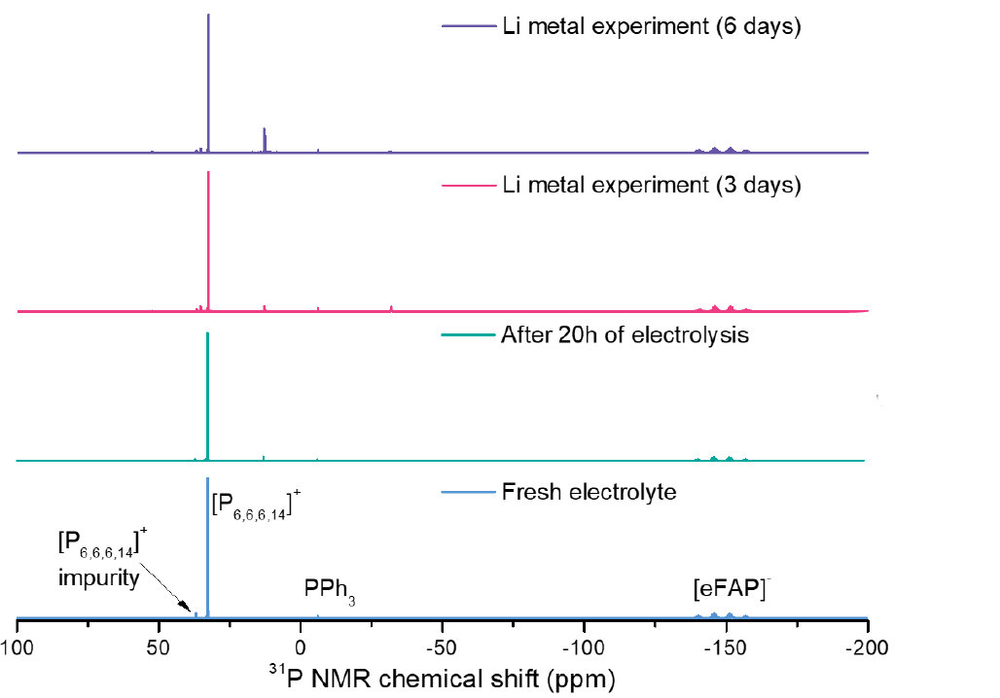 Li metal experiment (6 days)
Li metal experiment (3 days)
After 20h of electrolysis
Fresh electrolyte
[P6,6,6,14]+
[P6,6,6,14]+
impurity
PPh3
[eFAP]-
100 50 0 -50 -100 -150 -200
31P NMR chemical shift (ppm)